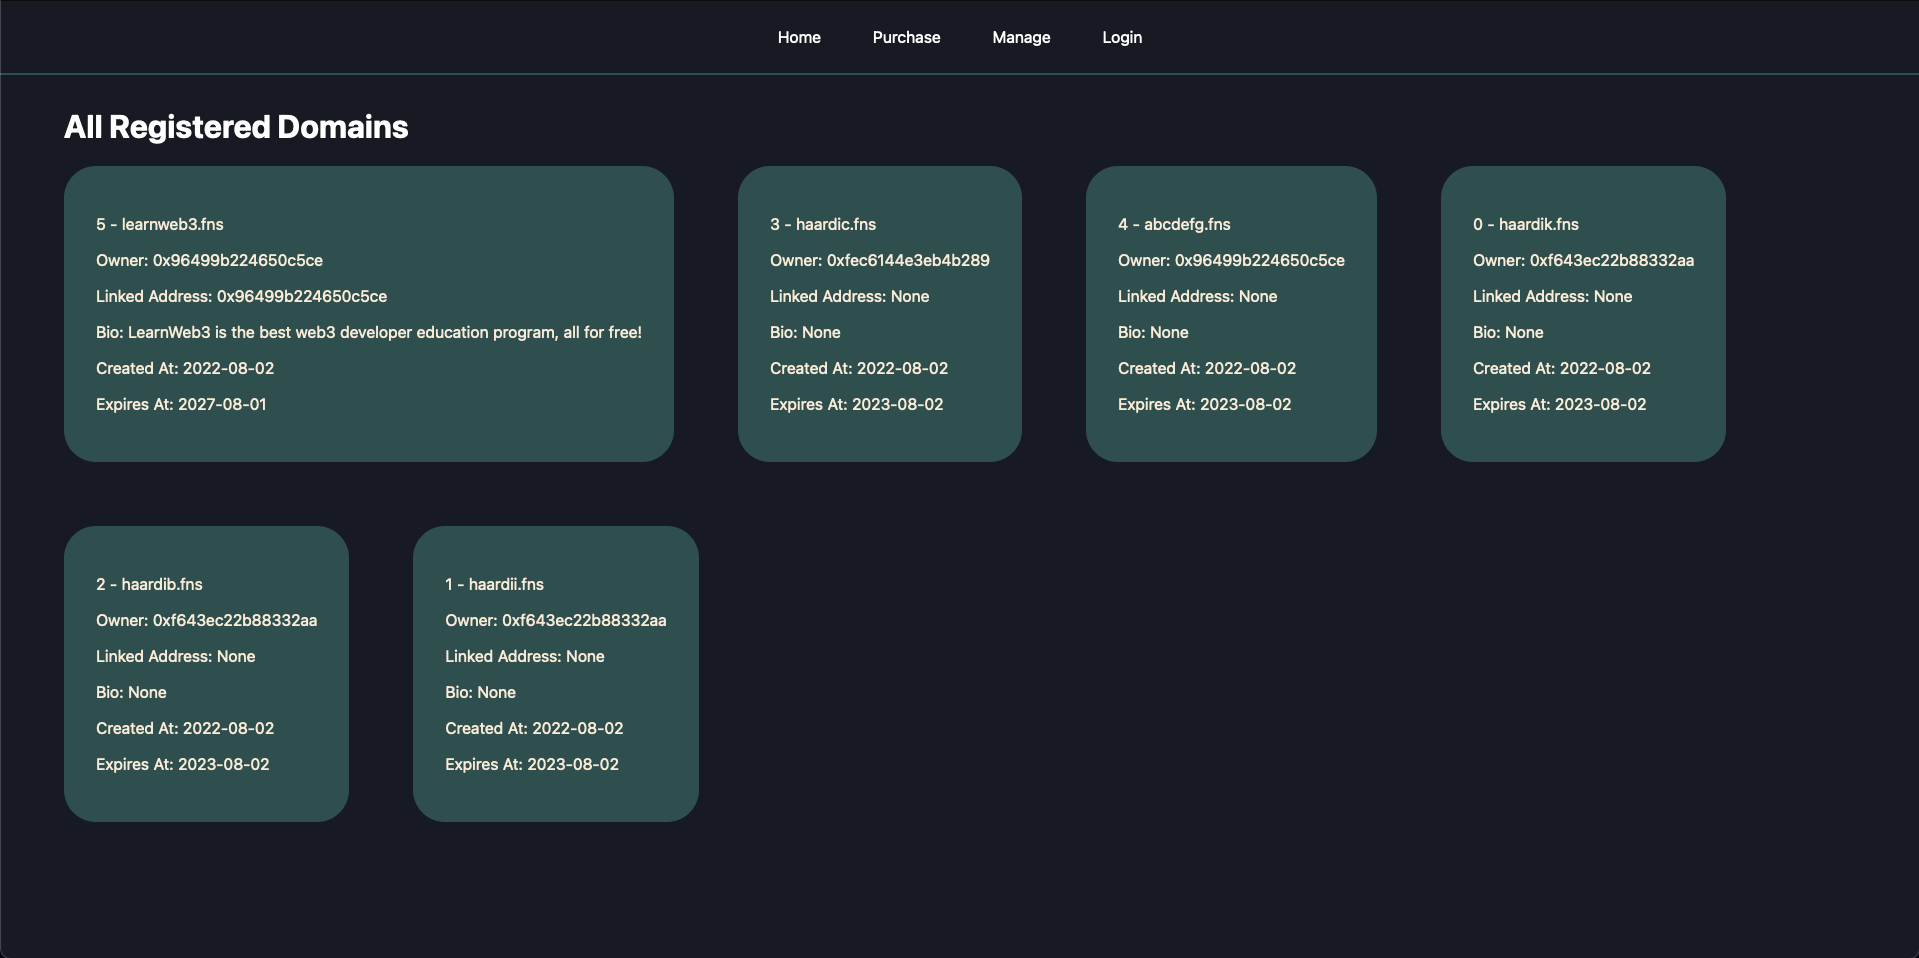 Home Purchase Manage Login
All Registered Domains
5 - learnweb3.fns
Owner: 0x96499b224650c5ce
Linked Address: 0x96499b224650c5ce
Bio: LearnWeb3 is the best web3 developer education program, all for free!
Created At: 2022-08-02
Expires At: 2027-08-01
3 - haardic.fns
Owner: 0xfec6144e3eb4b289
Linked Address: None
Bio: None
Created At: 2022-08-02
Expires At: 2023-08-02
4 - abcdefg.fns
Owner: 0x96499b224650c5ce
Linked Address: None
Bio: None
Created At: 2022-08-02
Expires At: 2023-08-02
0 - haardik.fns
Owner: 0xf643ec22b88332aa
Linked Address: None
Bio: None
Created At: 2022-08-02
Expires At: 2023-08-02
2 - haardib.fns
Owner: 0xf643ec22b88332aa
Linked Address: None
Bio: None
Created At: 2022-08-02
Expires At: 2023-08-02
1 - haardii.fns
Owner: 0xf643ec22b88332aa
Linked Address: None
Bio: None
Created At: 2022-08-02
Expires At: 2023-08-02